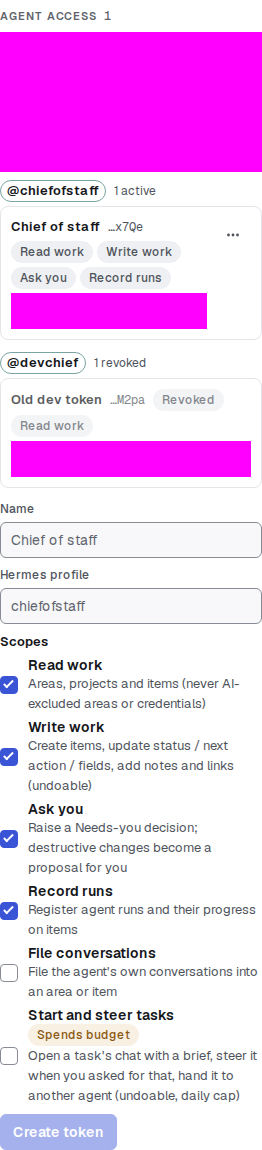 AGENT ACCESS 1
@chiefofstaff 1 active
Chief of staff …x7Qe
Read work Write work
Ask you Record runs
@devchief 1 revoked
Old dev token …M2pa Revoked
Read work
Name
Chief of staff
Hermes profile
chiefofstaff
Scopes
Read work
Areas, projects and items (never AI-
excluded areas or credentials)
Write work
Create items, update status / next
action / fields, add notes and links
(undoable)
Ask you
Raise a Needs-you decision;
destructive changes become a
proposal for you
Record runs
Register agent runs and their progress
on items
File conversations
File the agent's own conversations into
an area or item
Start and steer tasks
Spends budget
Open a task's chat with a brief, steer it
when you asked for that, hand it to
another agent (undoable, daily cap)
Create token